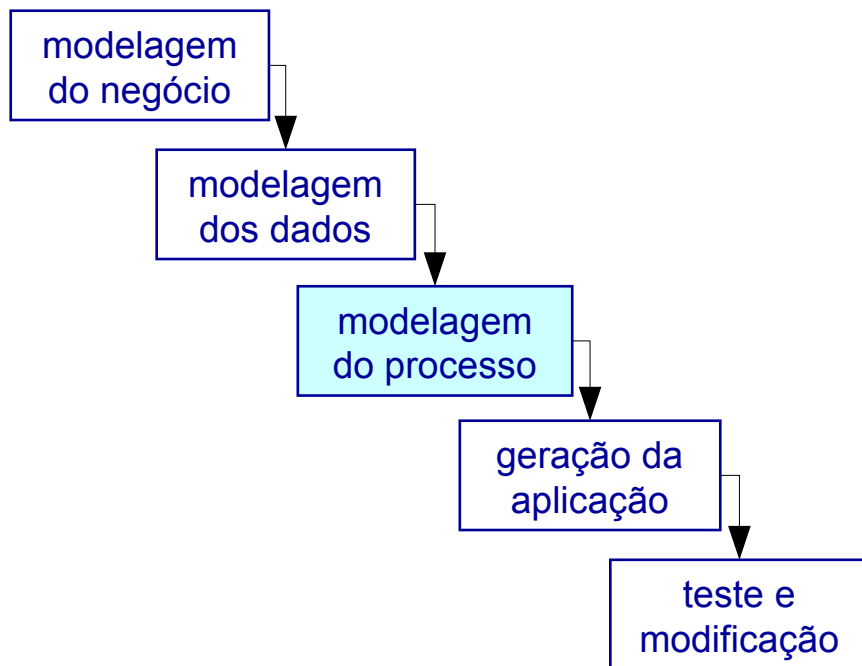 modelagem
do negócio
modelagem
dos dados
modelagem
do processo
geração da
aplicação
teste e
modificação